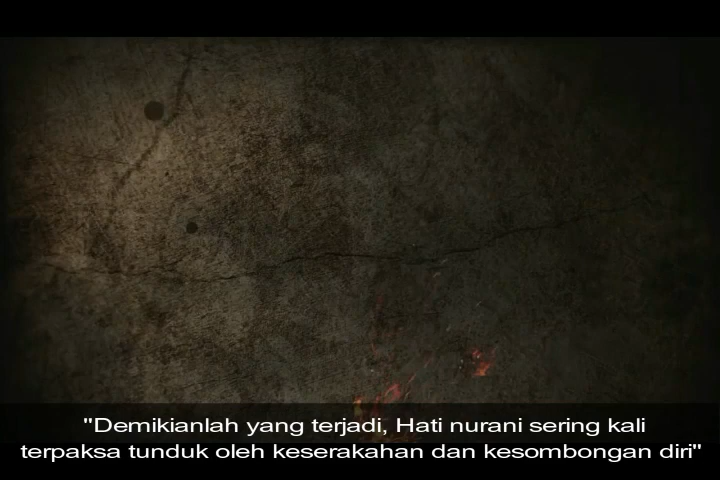 "Demikianlah yang terjadi, Hati nurani sering kali
terpaksa tunduk oleh keserakahan dan kesombongan diri"